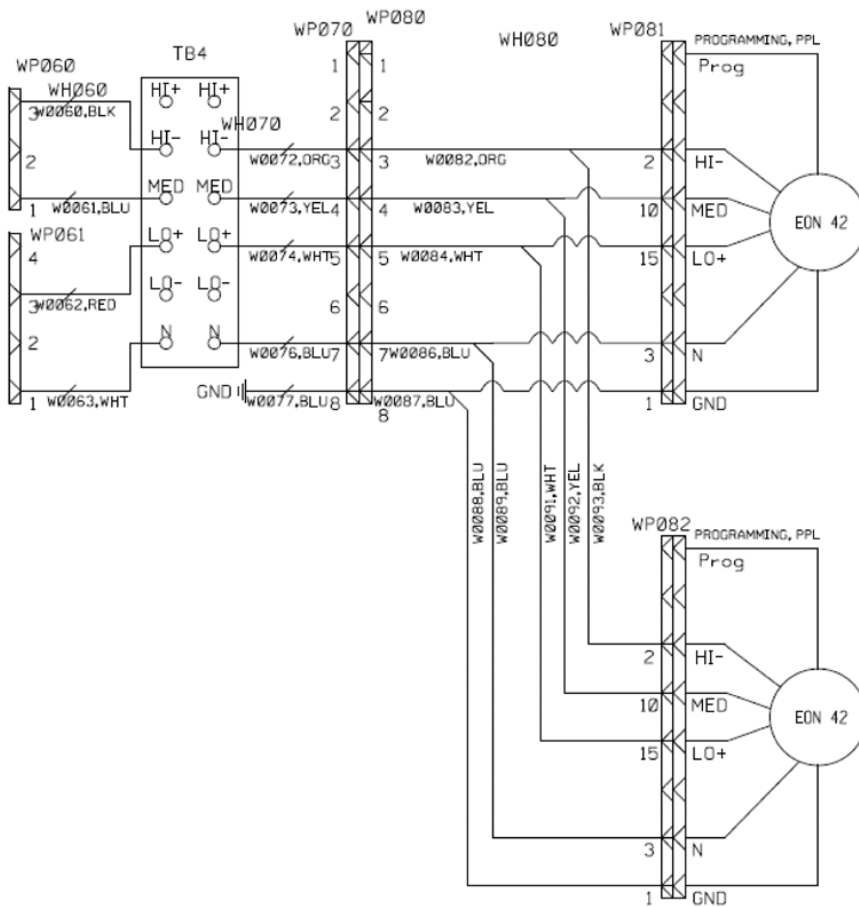 WP060
WH060
3
W0060,BLK
2
1
W0061,BLU
WP061
4
3
W0062,RED
2
1
W0063,WHT
TB4
HI+ HI+
HI- HI-
MED MED
LO+ LO+
LO- LO-
N N
WH070
W0072,ORG
W0073,YEL
W0074,WHT
W0076,BLU
GND
W0077,BLU
WP070
1
2
3
4
5
6
7
8
WP080
1
2
3
4
5
6
7
8
WH080
W0082,ORG
W0083,YEL
W0084,WHT
W0086,BLU
W0087,BLU
W0088,BLU
W0089,BLU
W0091,WHT
W0092,YEL
W0093,BLK
WP081
PROGRAMMING, PPL
Prog
2 HI-
10 MED
15 LO+
3 N
1 GND
EON 42
WP082
PROGRAMMING, PPL
Prog
2 HI-
10 MED
15 LO+
3 N
1 GND
EON 42